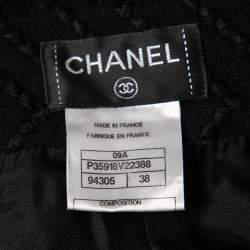 CHANEL
MADE IN FRANCE
FABRIQUE EN FRANCE
09A
P35918V22388
94305 38
COMPOSITION